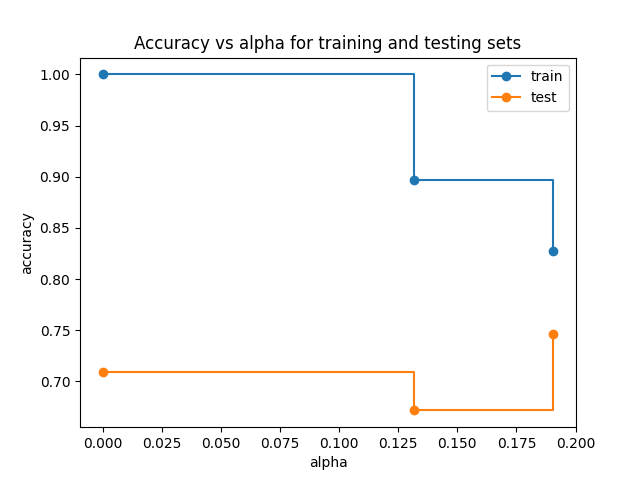 Accuracy vs alpha for training and testing sets
train
test
1.00
0.95
0.90
0.85
0.80
0.75
0.70
accuracy
0.000 0.025 0.050 0.075 0.100 0.125 0.150 0.175 0.200
alpha